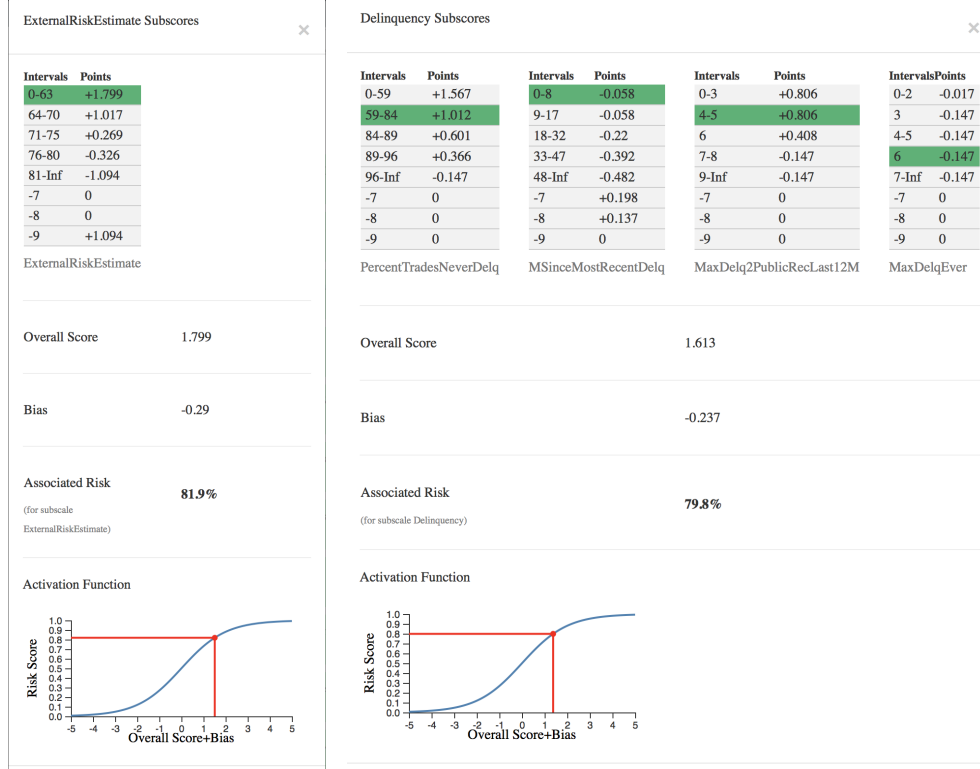 ExternalRiskEstimate Subscores
×
Intervals Points
0-63 +1.799
64-70 +1.017
71-75 +0.269
76-80 -0.326
81-Inf -1.094
-7 0
-8 0
-9 +1.094
ExternalRiskEstimate
Overall Score 1.799
Bias -0.29
Associated Risk
81.9%
(for subscale
ExternalRiskEstimate)
Activation Function
Risk Score
1.0
0.9
0.8
0.7
0.6
0.5
0.4
0.3
0.2
0.1
0.0
-5 -4 -3 -2 -1 0 1 2 3 4 5
Overall Score+Bias
Delinquency Subscores
×
Intervals Points
0-59 +1.567
59-84 +1.012
84-89 +0.601
89-96 +0.366
96-Inf -0.147
-7 0
-8 0
-9 0
PercentTradesNeverDelq
Intervals Points
0-8 -0.058
9-17 -0.058
18-32 -0.22
33-47 -0.392
48-Inf -0.482
-7 +0.198
-8 +0.137
-9 0
MSinceMostRecentDelq
Intervals Points
0-3 +0.806
4-5 +0.806
6 +0.408
7-8 -0.147
9-Inf -0.147
-7 0
-8 0
-9 0
MaxDelq2PublicRecLast12M
IntervalsPoints
0-2 -0.017
3 -0.147
4-5 -0.147
6 -0.147
7-Inf -0.147
-7 0
-8 0
-9 0
MaxDelqEver
Overall Score 1.613
Bias -0.237
Associated Risk
79.8%
(for subscale Delinquency)
Activation Function
Risk Score
1.0
0.9
0.8
0.7
0.6
0.5
0.4
0.3
0.2
0.1
0.0
-5 -4 -3 -2 -1 0 1 2 3 4 5
Overall Score+Bias